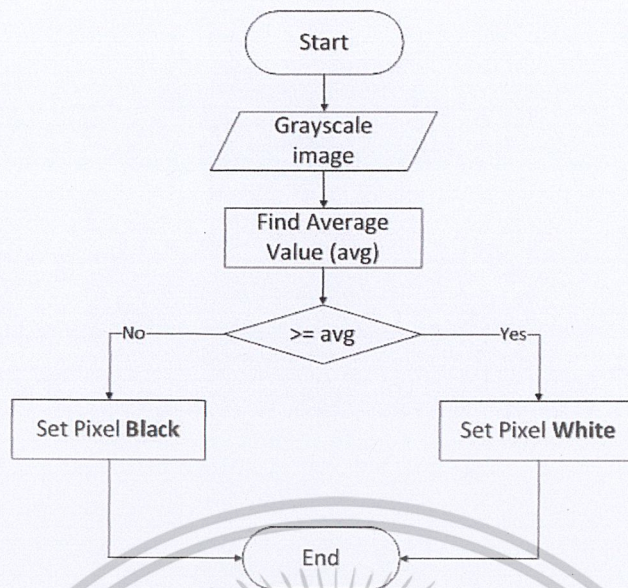 Start
Grayscale
image
Find Average
Value (avg)
>= avg
No
Yes
Set Pixel Black
Set Pixel White
End